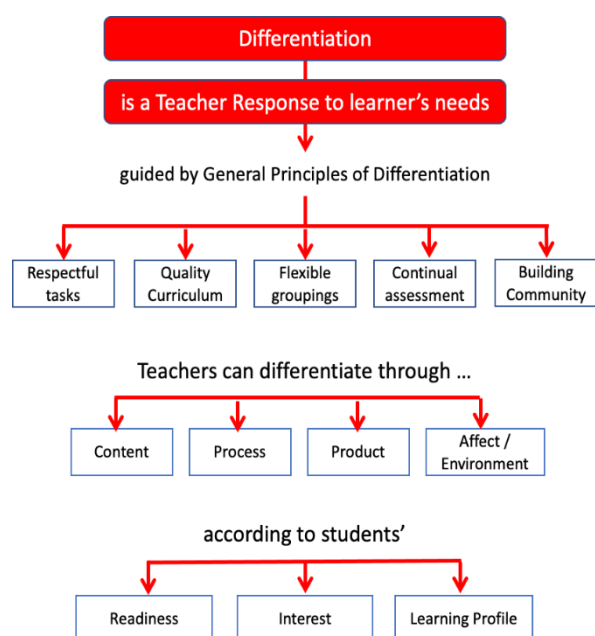 Differentiation
is a Teacher Response to learner's needs
guided by General Principles of Differentiation
Respectful
tasks
Quality
Curriculum
Flexible
groupings
Continual
assessment
Building
Community
Teachers can differentiate through ...
Content
Process
Product
Affect /
Environment
according to students'
Readiness
Interest
Learning Profile